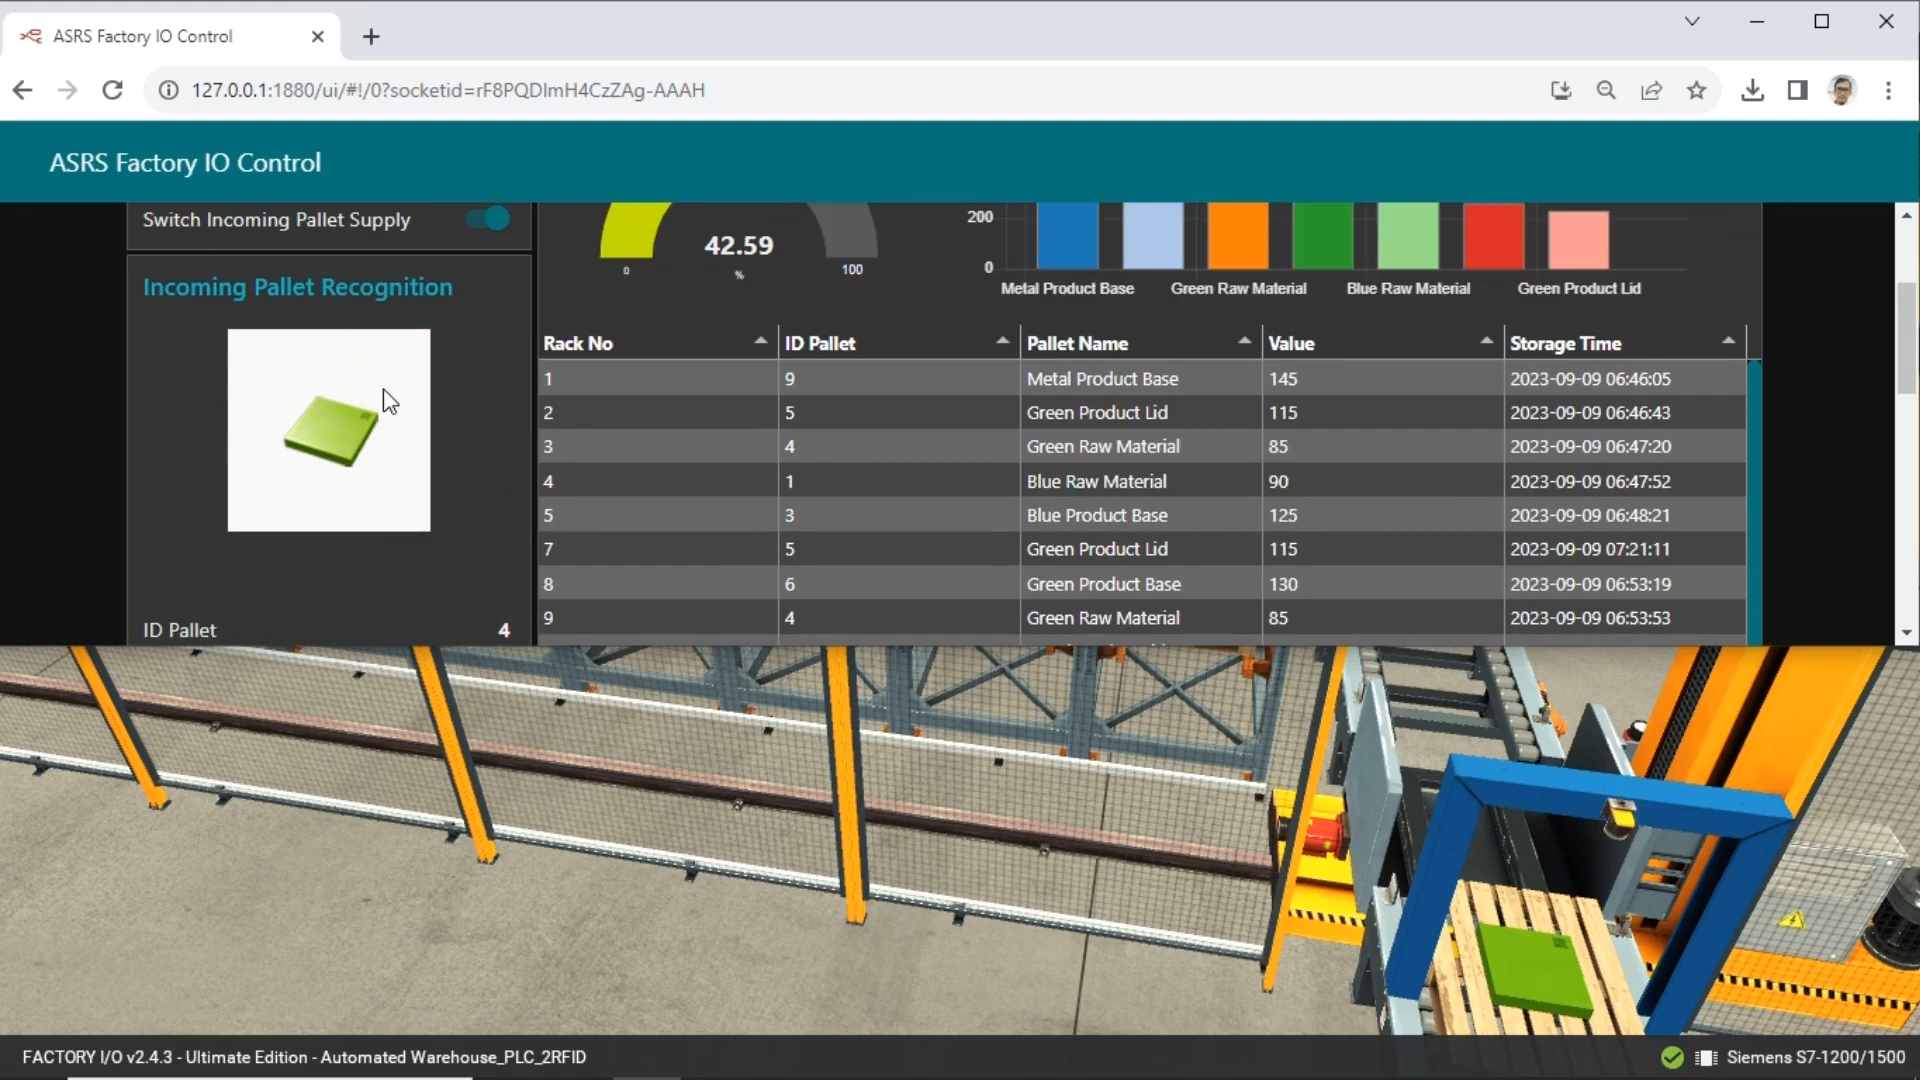 ASRS Factory IO Control
127.0.0.1:1880/ui/#!/0?socketid=rF8PQDImH4CzZAg-AAAH
ASRS Factory IO Control
Switch Incoming Pallet Supply
Incoming Pallet Recognition
ID Pallet 4
42.59
%
0
100
200
0
Metal Product Base Green Raw Material Blue Raw Material Green Product Lid
Rack No ID Pallet Pallet Name Value Storage Time
1 9 Metal Product Base 145 2023-09-09 06:46:05
2 5 Green Product Lid 115 2023-09-09 06:46:43
3 4 Green Raw Material 85 2023-09-09 06:47:20
4 1 Blue Raw Material 90 2023-09-09 06:47:52
5 3 Blue Product Base 125 2023-09-09 06:48:21
7 5 Green Product Lid 115 2023-09-09 07:21:11
8 6 Green Product Base 130 2023-09-09 06:53:19
9 4 Green Raw Material 85 2023-09-09 06:53:53
FACTORY I/O v2.4.3 - Ultimate Edition - Automated Warehouse_PLC_2RFID
Siemens S7-1200/1500